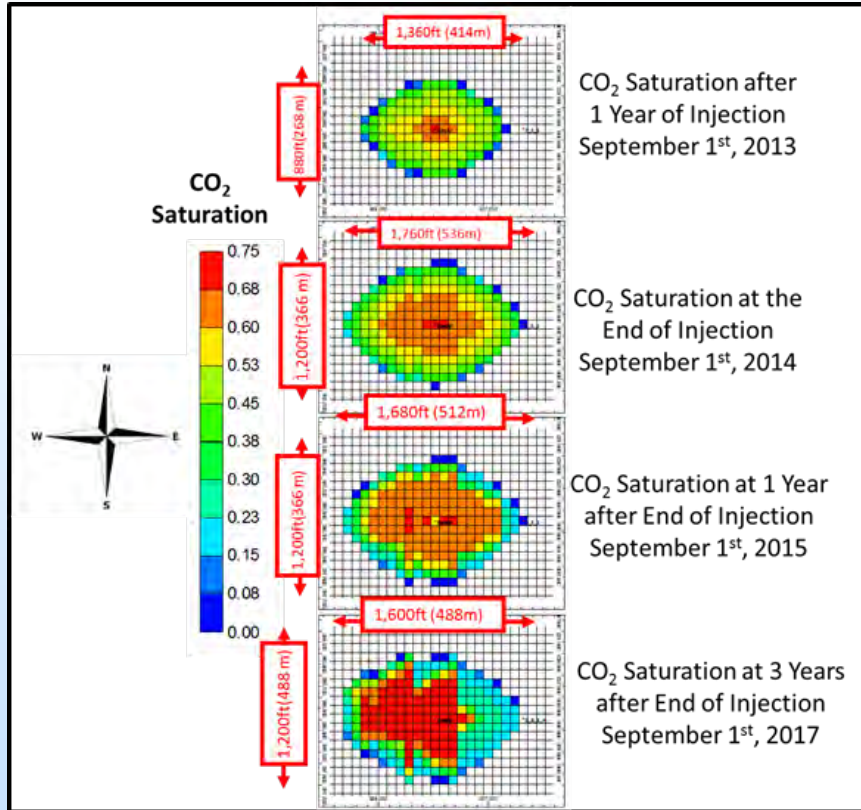 1,360ft (414m)
880ft(268 m)
CO₂ Saturation after
1 Year of Injection
September 1st, 2013
CO₂
Saturation
0.75
0.68
0.60
0.53
0.45
0.38
0.30
0.23
0.15
0.08
0.00
N
W
E
S
1,760ft (536m)
1,200ft(366 m)
CO₂ Saturation at the
End of Injection
September 1st, 2014
1,680ft (512m)
1,200ft(366 m)
CO₂ Saturation at 1 Year
after End of Injection
September 1st, 2015
1,600ft (488m)
1,200ft(488 m)
CO₂ Saturation at 3 Years
after End of Injection
September 1st, 2017